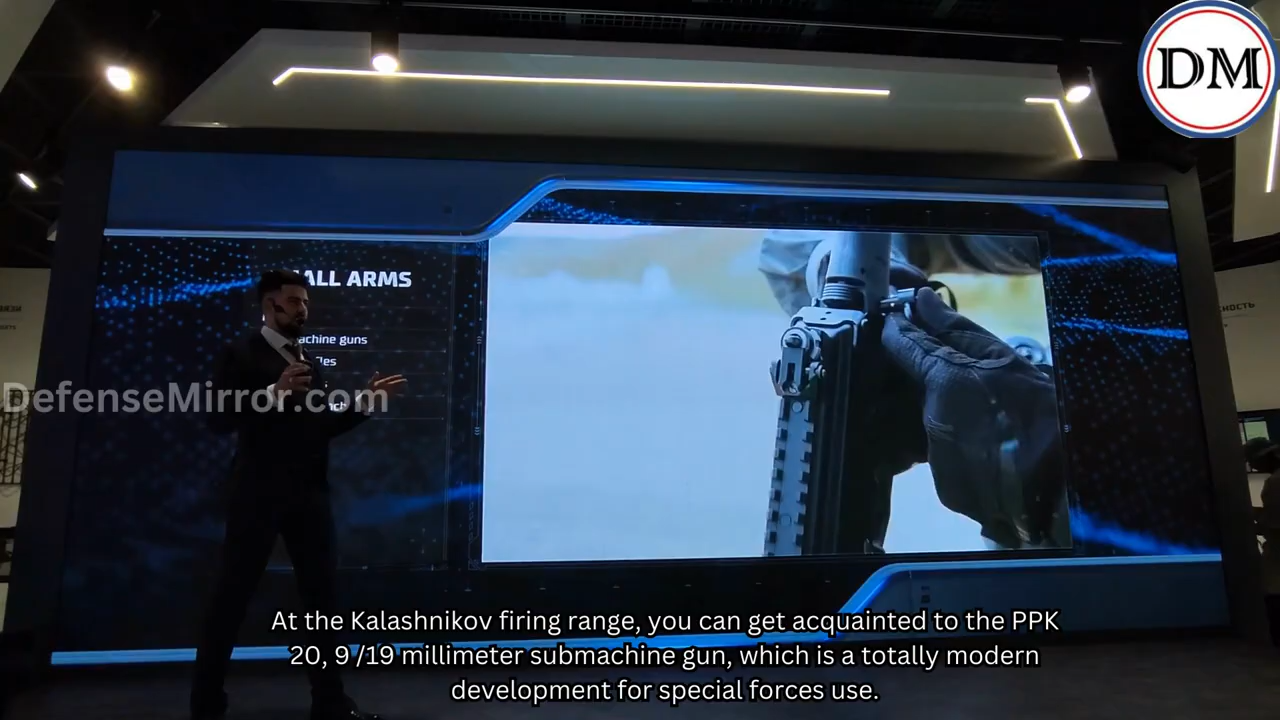 DM
ALL ARMS
achine guns
les
DefenseMirror.com
At the Kalashnikov firing range, you can get acquainted to the PPK
20, 9 /19 millimeter submachine gun, which is a totally modern
development for special forces use.